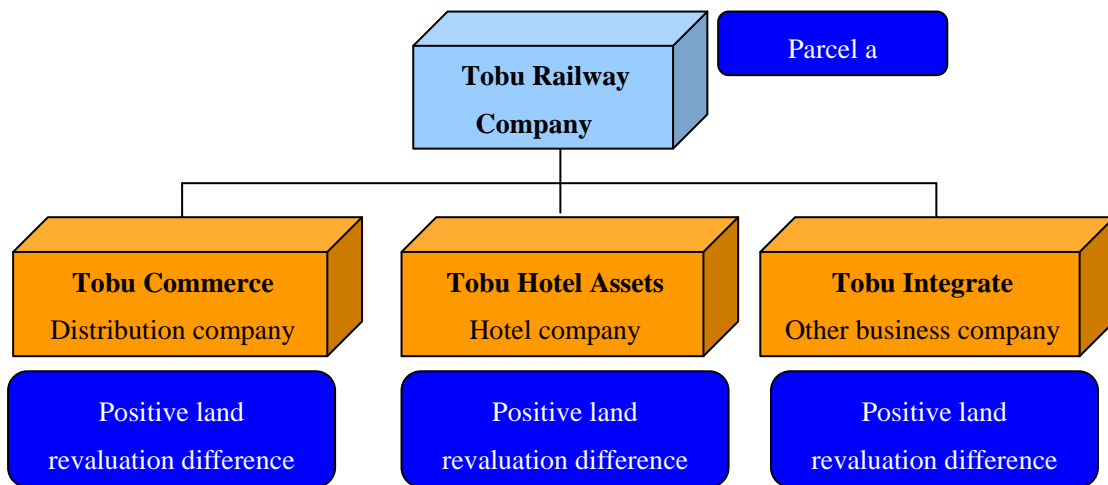 Tobu Railway
Company
Parcel a
Tobu Commerce
Distribution company
Tobu Hotel Assets
Hotel company
Tobu Integrate
Other business company
Positive land
revaluation difference
Positive land
revaluation difference
Positive land
revaluation difference